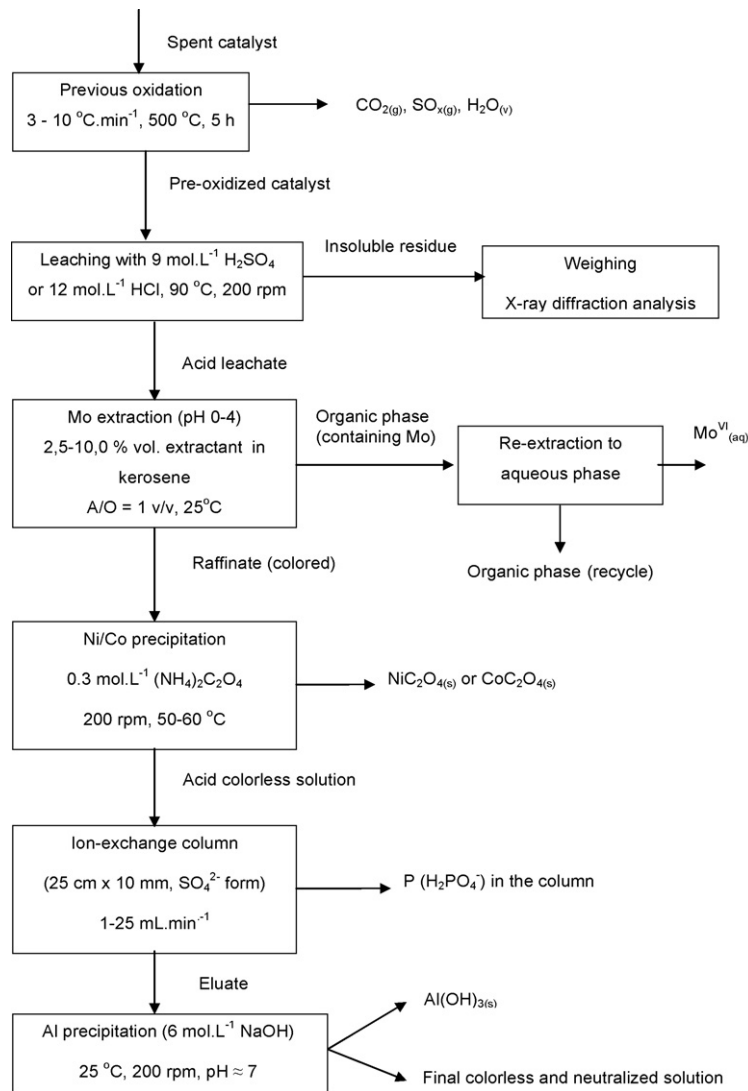 Spent catalyst
Previous oxidation
3 - 10 °C.min⁻¹, 500 °C, 5 h
CO₂(g), SOₓ(g), H₂O(v)
Pre-oxidized catalyst
Leaching with 9 mol.L⁻¹ H₂SO₄
or 12 mol.L⁻¹ HCl, 90 °C, 200 rpm
Insoluble residue
Weighing
X-ray diffraction analysis
Acid leachate
Mo extraction (pH 0-4)
2,5-10,0 % vol. extractant in
kerosene
A/O = 1 v/v, 25°C
Organic phase
(containing Mo)
Re-extraction to
aqueous phase
Mo^VI(aq)
Organic phase (recycle)
Raffinate (colored)
Ni/Co precipitation
0.3 mol.L⁻¹ (NH₄)₂C₂O₄
200 rpm, 50-60 °C
NiC₂O₄(s) or CoC₂O₄(s)
Acid colorless solution
Ion-exchange column
(25 cm x 10 mm, SO₄²⁻ form)
1-25 mL.min⁻¹
P (H₂PO₄⁻) in the column
Eluate
Al precipitation (6 mol.L⁻¹ NaOH)
25 °C, 200 rpm, pH ≈ 7
Al(OH)₃(s)
Final colorless and neutralized solution